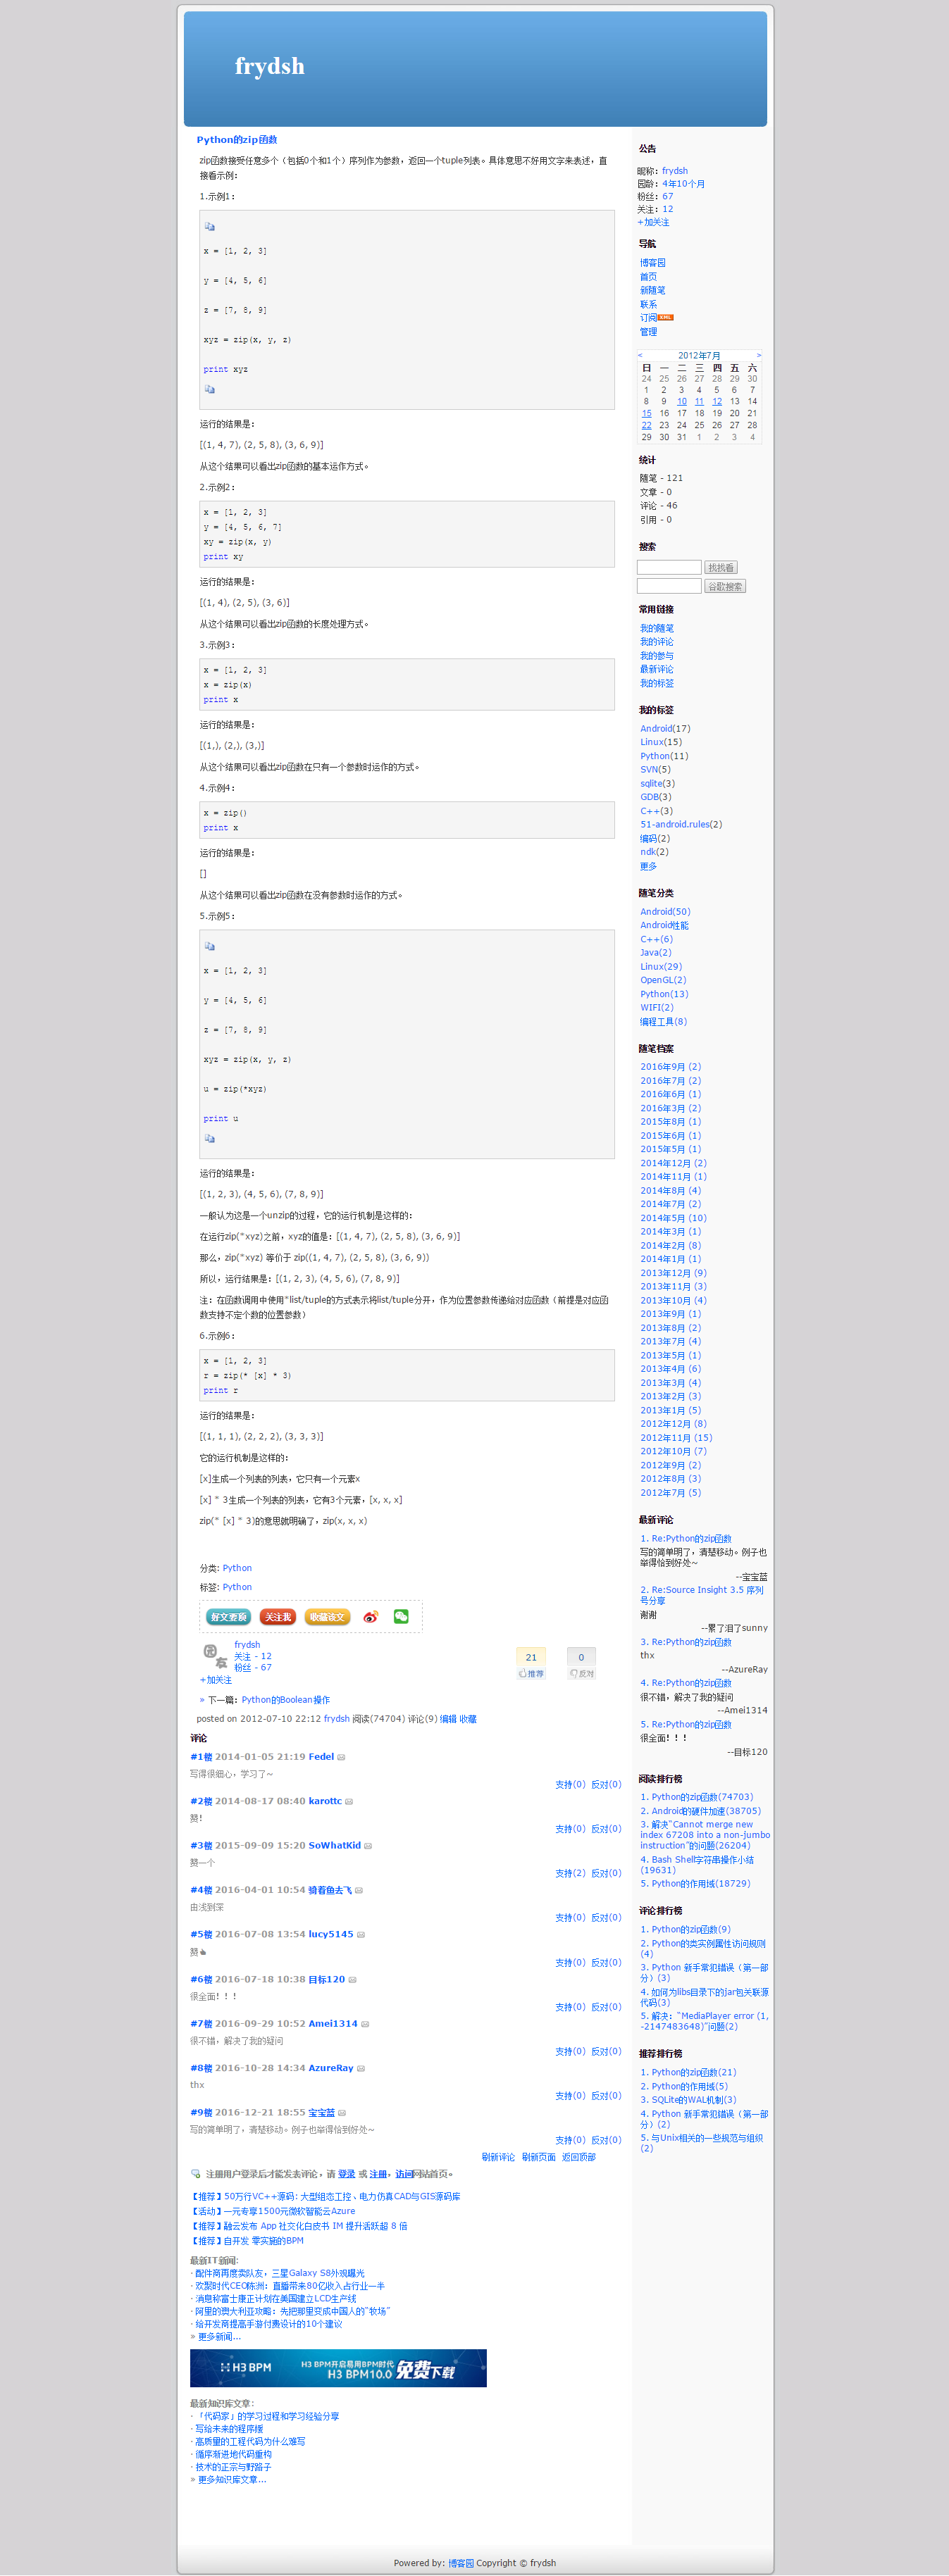 frydsh
Python的zip函数
zip函数接受任意多个（包括0个和1个）序列作为参数，返回一个tuple列表。具体意思不好用文字来表述，直
接看示例：
1.示例1：
x = [1, 2, 3]
y = [4, 5, 6]
z = [7, 8, 9]
xyz = zip(x, y, z)
print xyz
运行的结果是：
[(1, 4, 7), (2, 5, 8), (3, 6, 9)]
从这个结果可以看出zip函数的基本运作方式。
2.示例2：
x = [1, 2, 3]
y = [4, 5, 6, 7]
xy = zip(x, y)
print xy
运行的结果是：
[(1, 4), (2, 5), (3, 6)]
从这个结果可以看出zip函数的长度处理方式。
3.示例3：
x = [1, 2, 3]
x = zip(x)
print x
运行的结果是：
[(1,), (2,), (3,)]
从这个结果可以看出zip函数在只有一个参数时运作的方式。
4.示例4：
x = zip()
print x
运行的结果是：
[]
从这个结果可以看出zip函数在没有参数时运作的方式。
5.示例5：
x = [1, 2, 3]
y = [4, 5, 6]
z = [7, 8, 9]
xyz = zip(x, y, z)
u = zip(*xyz)
print u
运行的结果是：
[(1, 2, 3), (4, 5, 6), (7, 8, 9)]
一般认为这是一个unzip的过程，它的运行机制是这样的：
在运行zip(*xyz)之前，xyz的值是：[(1, 4, 7), (2, 5, 8), (3, 6, 9)]
那么，zip(*xyz) 等价于 zip((1, 4, 7), (2, 5, 8), (3, 6, 9))
所以，运行结果是：[(1, 2, 3), (4, 5, 6), (7, 8, 9)]
注：在函数调用中使用*list/tuple的方式表示将list/tuple分开，作为位置参数传递给对应函数（前提是对应函
数支持不定个数的位置参数）
6.示例6：
x = [1, 2, 3]
r = zip(* [x] * 3)
print r
运行的结果是：
[(1, 1, 1), (2, 2, 2), (3, 3, 3)]
它的运行机制是这样的：
[x]生成一个列表的列表，它只有一个元素x
[x] * 3生成一个列表的列表，它有3个元素，[x, x, x]
zip(* [x] * 3)的意思就明确了，zip(x, x, x)
分类: Python
标签: Python
好文要顶 关注我 收藏该文
frydsh
关注 - 12
粉丝 - 67
+加关注
21 推荐
0 反对
» 下一篇：Python的Boolean操作
posted on 2012-07-10 22:12 frydsh 阅读(74704) 评论(9) 编辑 收藏
评论
#1楼 2014-01-05 21:19 Fedel
写得很细心，学习了~
支持(0) 反对(0)
#2楼 2014-08-17 08:40 karottc
赞！
支持(0) 反对(0)
#3楼 2015-09-09 15:20 SoWhatKid
赞一个
支持(2) 反对(0)
#4楼 2016-04-01 10:54 骑着鱼去飞
由浅到深
支持(0) 反对(0)
#5楼 2016-07-08 13:54 lucy5145
赞
支持(0) 反对(0)
#6楼 2016-07-18 10:38 目标120
很全面！！！
支持(0) 反对(0)
#7楼 2016-09-29 10:52 Amei1314
很不错，解决了我的疑问
支持(0) 反对(0)
#8楼 2016-10-28 14:34 AzureRay
thx
支持(0) 反对(0)
#9楼 2016-12-21 18:55 宝宝蓝
写的简单明了，清楚移动。例子也举得恰到好处~
支持(0) 反对(0)
刷新评论 刷新页面 返回顶部
注册用户登录后才能发表评论，请 登录 或 注册，访问网站首页。
【推荐】50万行VC++源码: 大型组态工控、电力仿真CAD与GIS源码库
【活动】一元专享1500元微软智能云Azure
【推荐】融云发布 App 社交化白皮书 IM 提升活跃超 8 倍
【推荐】自开发 零实施的BPM
最新IT新闻:
· 配件商再度卖队友，三星Galaxy S8外观曝光
· 欢聚时代CEO陈洲：直播带来80亿收入占行业一半
· 消息称富士康正计划在美国建立LCD生产线
· 阿里的澳大利亚攻略：先把那里变成中国人的“牧场”
· 给开发商提高手游付费设计的10个建议
» 更多新闻...
H3 BPM H3 BPM开启易用BPM时代
H3 BPM10.0 免费下载
最新知识库文章:
· 「代码家」的学习过程和学习经验分享
· 写给未来的程序媛
· 高质量的工程代码为什么难写
· 循序渐进地代码重构
· 技术的正宗与野路子
» 更多知识库文章...
公告
昵称：frydsh
园龄：4年10个月
粉丝：67
关注：12
+加关注
导航
博客园
首页
新随笔
联系
订阅 XML
管理
< 2012年7月 >
日 一 二 三 四 五 六
24 25 26 27 28 29 30
1 2 3 4 5 6 7
8 9 10 11 12 13 14
15 16 17 18 19 20 21
22 23 24 25 26 27 28
29 30 31 1 2 3 4
统计
随笔 - 121
文章 - 0
评论 - 46
引用 - 0
搜索
找找看
谷歌搜索
常用链接
我的随笔
我的评论
我的参与
最新评论
我的标签
我的标签
Android(17)
Linux(15)
Python(11)
SVN(5)
sqlite(3)
GDB(3)
C++(3)
51-android.rules(2)
编码(2)
ndk(2)
更多
随笔分类
Android(50)
Android性能
C++(6)
Java(2)
Linux(29)
OpenGL(2)
Python(13)
WIFI(2)
编程工具(8)
随笔档案
2016年9月 (2)
2016年7月 (2)
2016年6月 (1)
2016年3月 (2)
2015年8月 (1)
2015年6月 (1)
2015年5月 (1)
2014年12月 (2)
2014年11月 (1)
2014年8月 (4)
2014年7月 (2)
2014年5月 (10)
2014年3月 (1)
2014年2月 (8)
2014年1月 (1)
2013年12月 (9)
2013年11月 (3)
2013年10月 (4)
2013年9月 (1)
2013年8月 (2)
2013年7月 (4)
2013年5月 (1)
2013年4月 (6)
2013年3月 (4)
2013年2月 (3)
2013年1月 (5)
2012年12月 (8)
2012年11月 (15)
2012年10月 (7)
2012年9月 (2)
2012年8月 (3)
2012年7月 (5)
最新评论
1. Re:Python的zip函数
写的简单明了，清楚移动。例子也
举得恰到好处~
--宝宝蓝
2. Re:Source Insight 3.5 序列
号分享
谢谢
--累了泪了sunny
3. Re:Python的zip函数
thx
--AzureRay
4. Re:Python的zip函数
很不错，解决了我的疑问
--Amei1314
5. Re:Python的zip函数
很全面！！！
--目标120
阅读排行榜
1. Python的zip函数(74703)
2. Android的硬件加速(38705)
3. 解决“Cannot merge new
index 67208 into a non-jumbo
instruction”的问题(26204)
4. Bash Shell字符串操作小结
(19631)
5. Python的作用域(18729)
评论排行榜
1. Python的zip函数(9)
2. Python的类实例属性访问规则
(4)
3. Python 新手常犯错误（第一部
分）(3)
4. 如何为libs目录下的jar包关联源
代码(3)
5. 解决：“MediaPlayer error (1,
-2147483648)”问题(2)
推荐排行榜
1. Python的zip函数(21)
2. Python的作用域(5)
3. SQLite的WAL机制(3)
4. Python 新手常犯错误（第一部
分）(2)
5. 与Unix相关的一些规范与组织
(2)
Powered by: 博客园 Copyright © frydsh